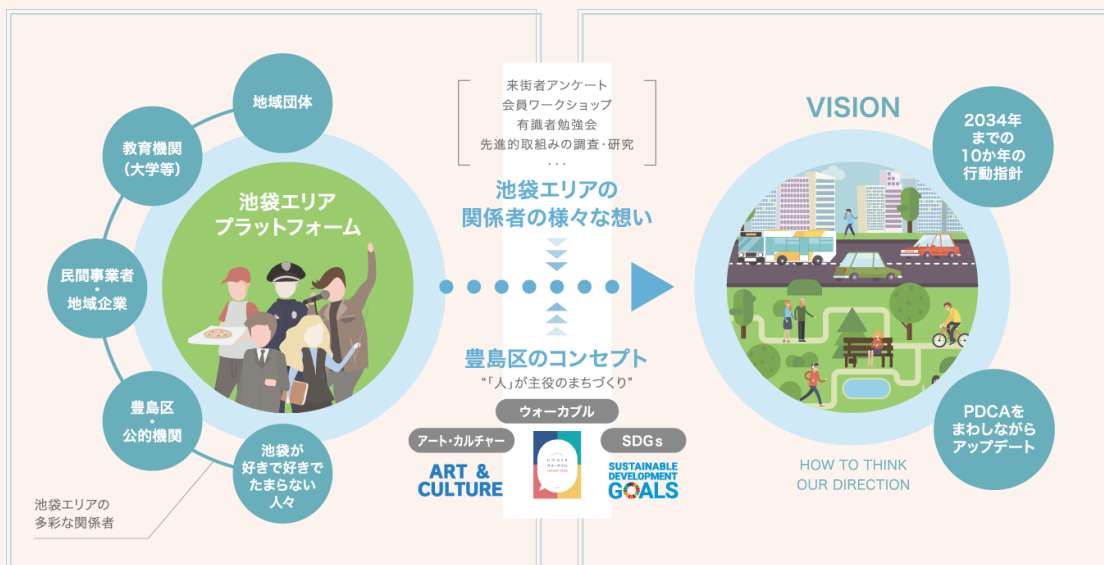 地域団体
教育機関
(大学等)
民間事業者
・
地域企業
豊島区
・
公的機関
池袋が
好きで好きで
たまらない
人々
池袋エリアの
多彩な関係者
池袋エリア
プラットフォーム
来街者アンケート
会員ワークショップ
有識者勉強会
先進的取組みの調査・研究
...
池袋エリアの
関係者の様々な想い
豊島区のコンセプト
"「人」が主役のまちづくり"
ウォーカブル
アート・カルチャー
SDGs
ART &
CULTURE
SUSTAINABLE
DEVELOPMENT
GOALS
VISION
2034年
までの
10か年の
行動指針
PDCAを
まわしながら
アップデート
HOW TO THINK
OUR DIRECTION